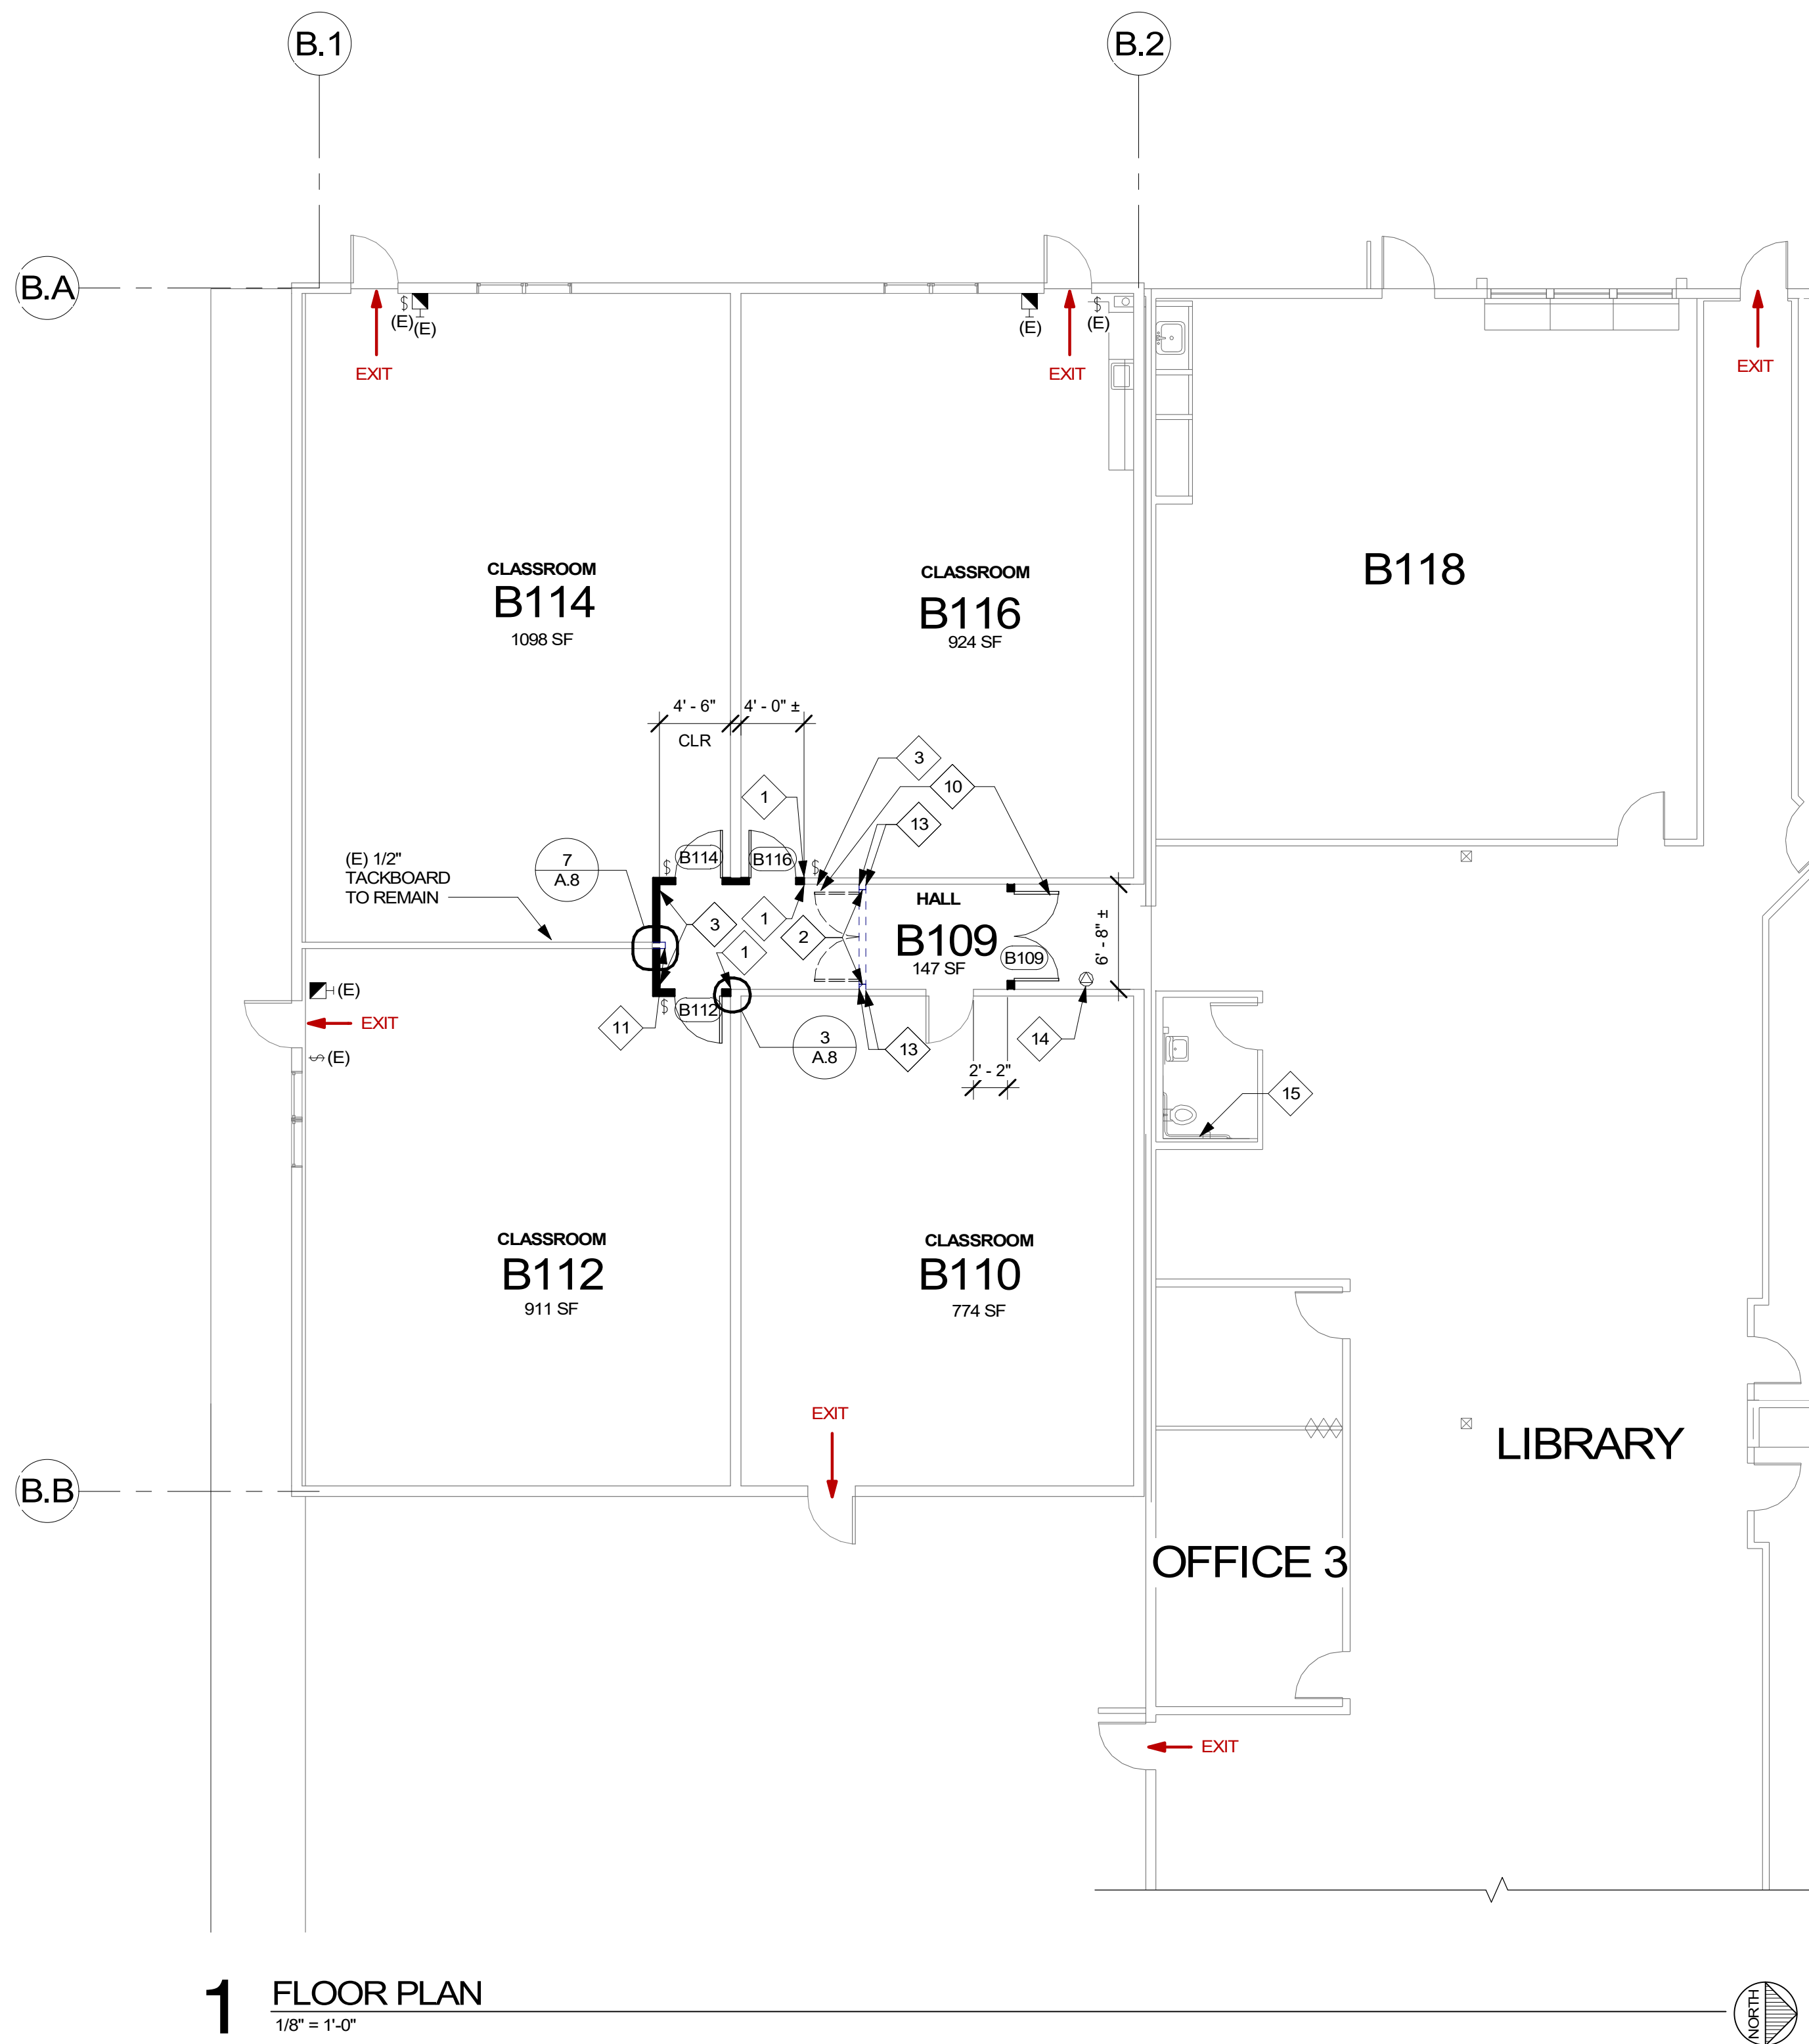 B.1
B.2
B.A
(E)
(E)
(E)
(E)
EXIT
EXIT
EXIT
CLASSROOM
B114
1098 SF
CLASSROOM
B116
924 SF
B118
4' - 6"
CLR
4' - 0" ±
3
10
1
13
(E) 1/2"
TACKBOARD
TO REMAIN
7
A.8
B114
B116
3
1
1
2
HALL
B109
147 SF
B109
6' - 8" ±
(E)
EXIT
(E)
11
B112
3
A.8
13
14
2' - 2"
15
CLASSROOM
B112
911 SF
CLASSROOM
B110
774 SF
EXIT
LIBRARY
B.B
OFFICE 3
EXIT
1
FLOOR PLAN
1/8" = 1'-0"
NORTH